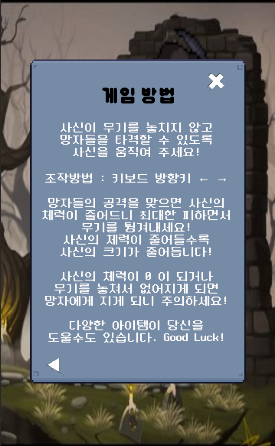 게임 방법
사신이 무기를 놓지지 않고
망자들을 타격할 수 있도록
사신을 움직여 주세요!
조작방법 : 키보드 방향키 ← →
망자들의 공격을 맞으면 사신의
체력이 줄어드니 최대한 피하면서
무기를 튕겨내세요!
사신의 체력이 줄어들수록
사신의 크기가 줄어듭니다!
사신의 체력이 0 이 되거나
무기를 놓쳐서 없어지게 되면
망자에게 지게 되니 주의하세요!
다양한 아이템이 당신을
도울수도 있습니다. Good Luck!